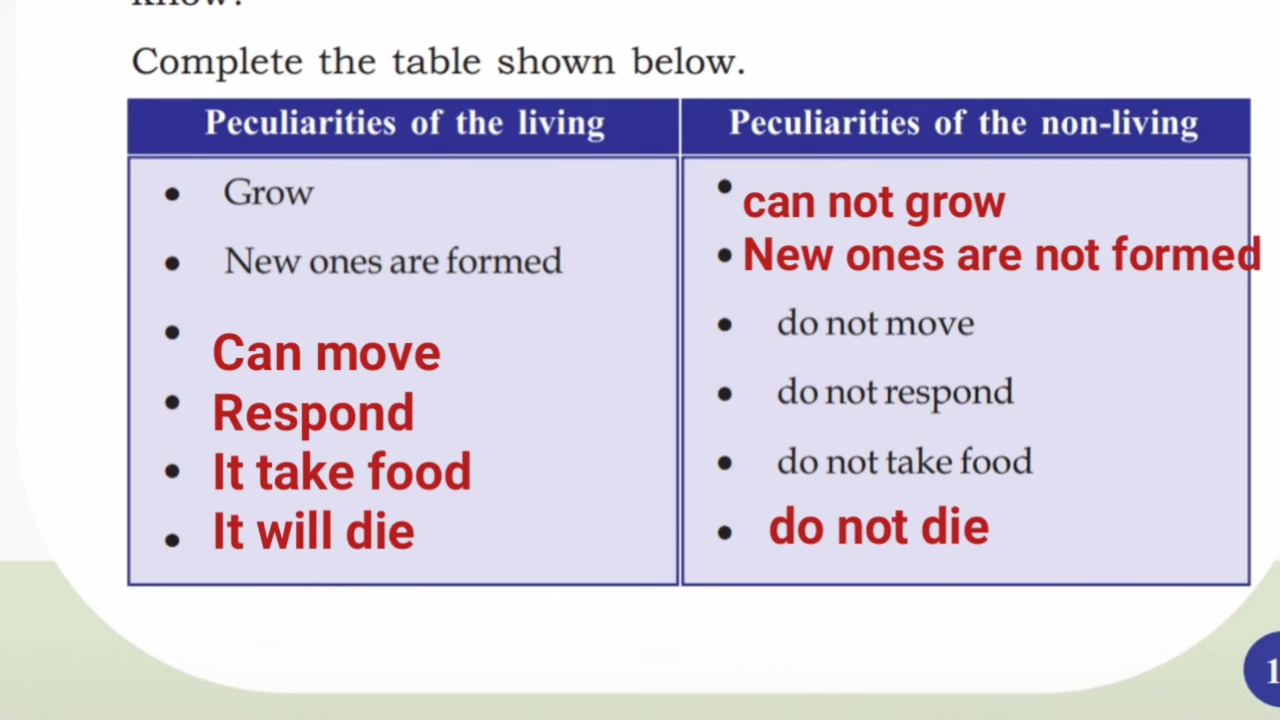 Complete the table shown below.
Peculiarities of the living
Peculiarities of the non-living
• Grow
• New ones are formed
• Can move
• Respond
• It take food
• It will die
• can not grow
• New ones are not formed
• do not move
• do not respond
• do not take food
• do not die